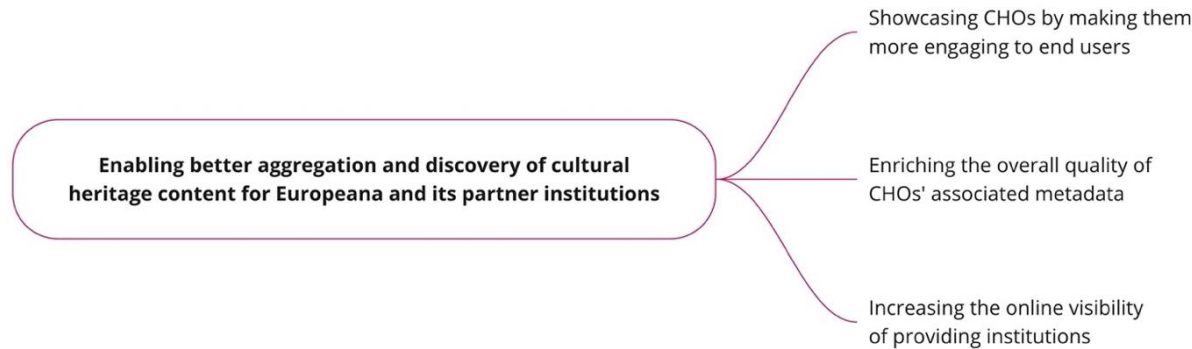 Showcasing CHOs by making them
more engaging to end users
Enabling better aggregation and discovery of cultural
heritage content for Europeana and its partner institutions
Enriching the overall quality of
CHOs' associated metadata
Increasing the online visibility
of providing institutions